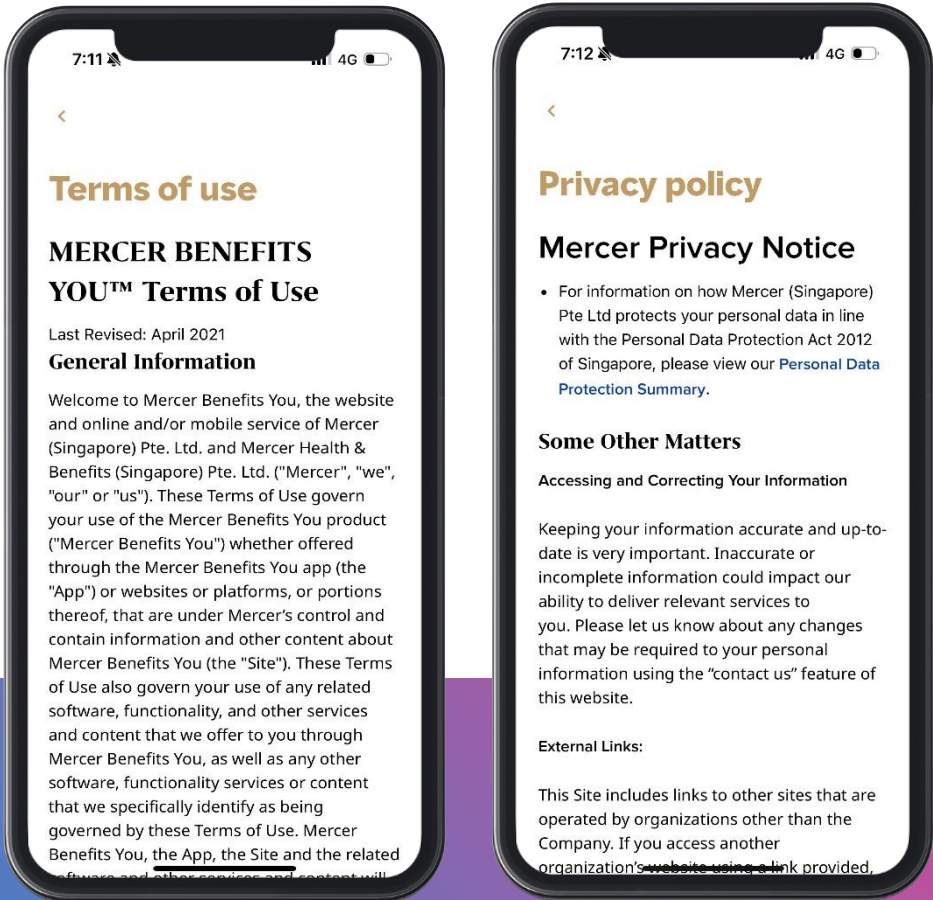 7:11
4G
Terms of use
MERCER BENEFITS
YOU™ Terms of Use
Last Revised: April 2021
General Information
Welcome to Mercer Benefits You, the website
and online and/or mobile service of Mercer
(Singapore) Pte. Ltd. and Mercer Health &
Benefits (Singapore) Pte. Ltd. ("Mercer", "we",
"our" or "us"). These Terms of Use govern
your use of the Mercer Benefits You product
("Mercer Benefits You") whether offered
through the Mercer Benefits You app (the
"App") or websites or platforms, or portions
thereof, that are under Mercer’s control and
contain information and other content about
Mercer Benefits You (the "Site"). These Terms
of Use also govern your use of any related
software, functionality, and other services
and content that we offer to you through
Mercer Benefits You, as well as any other
software, functionality services or content
that we specifically identify as being
governed by these Terms of Use. Mercer
Benefits You, the App, the Site and the related
software and other services and content will
7:12
4G
Privacy policy
Mercer Privacy Notice
• For information on how Mercer (Singapore)
Pte Ltd protects your personal data in line
with the Personal Data Protection Act 2012
of Singapore, please view our Personal Data
Protection Summary.
Some Other Matters
Accessing and Correcting Your Information
Keeping your information accurate and up-to-
date is very important. Inaccurate or
incomplete information could impact our
ability to deliver relevant services to
you. Please let us know about any changes
that may be required to your personal
information using the “contact us” feature of
this website.
External Links:
This Site includes links to other sites that are
operated by organizations other than the
Company. If you access another
organization’s website using a link provided,